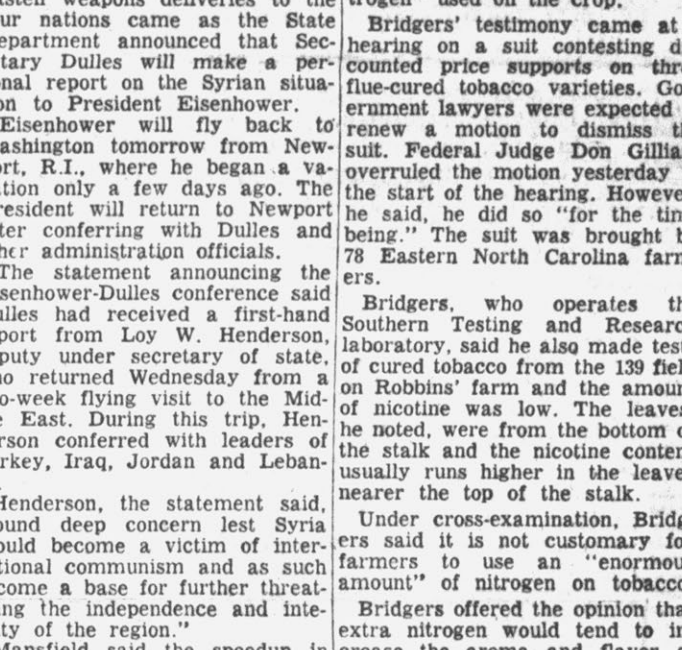 weapons deliveries to the
ur nations came as the State
epartment announced that Sec-
tary Dulles will make a per-
nal report on the Syrian situa-
on to President Eisenhower.
Eisenhower will fly back to
ashington tomorrow from New-
ort, R.I., where he began a va-
tion only a few days ago. The
resident will return to Newport
ter conferring with Dulles and
her administration officials.
The statement announcing the
senhower-Dulles conference said
ulles had received a first-hand
port from Loy W. Henderson,
puty under secretary of state,
ho returned Wednesday from a
o-week flying visit to the Mid-
e East. During this trip, Hen-
rson conferred with leaders of
rkey, Iraq, Jordan and Leban-
Henderson, the statement said,
ound deep concern lest Syria
ould become a victim of inter-
tional communism and as such
come a base for further threat-
ing the independence and inte-
ty of the region."
Mansfield said the speedup in
trogen used on the crop.
Bridgers' testimony came at
hearing on a suit contesting d
counted price supports on thr
flue-cured tobacco varieties. Go
ernment lawyers were expected
renew a motion to dismiss th
suit. Federal Judge Don Gillia
overruled the motion yesterday
the start of the hearing. Howeve
he said, he did so "for the tim
being." The suit was brought b
78 Eastern North Carolina farm
ers.
Bridgers, who operates th
Southern Testing and Researc
laboratory, said he also made test
of cured tobacco from the 139 fiel
on Robbins' farm and the amoun
of nicotine was low. The leaves
he noted, were from the bottom o
the stalk and the nicotine conten
usually runs higher in the leave
nearer the top of the stalk.
Under cross-examination, Bridg
ers said it is not customary fo
farmers to use an "enormou
amount" of nitrogen on tobacco
Bridgers offered the opinion tha
extra nitrogen would tend to in
crease the aroma and flavor